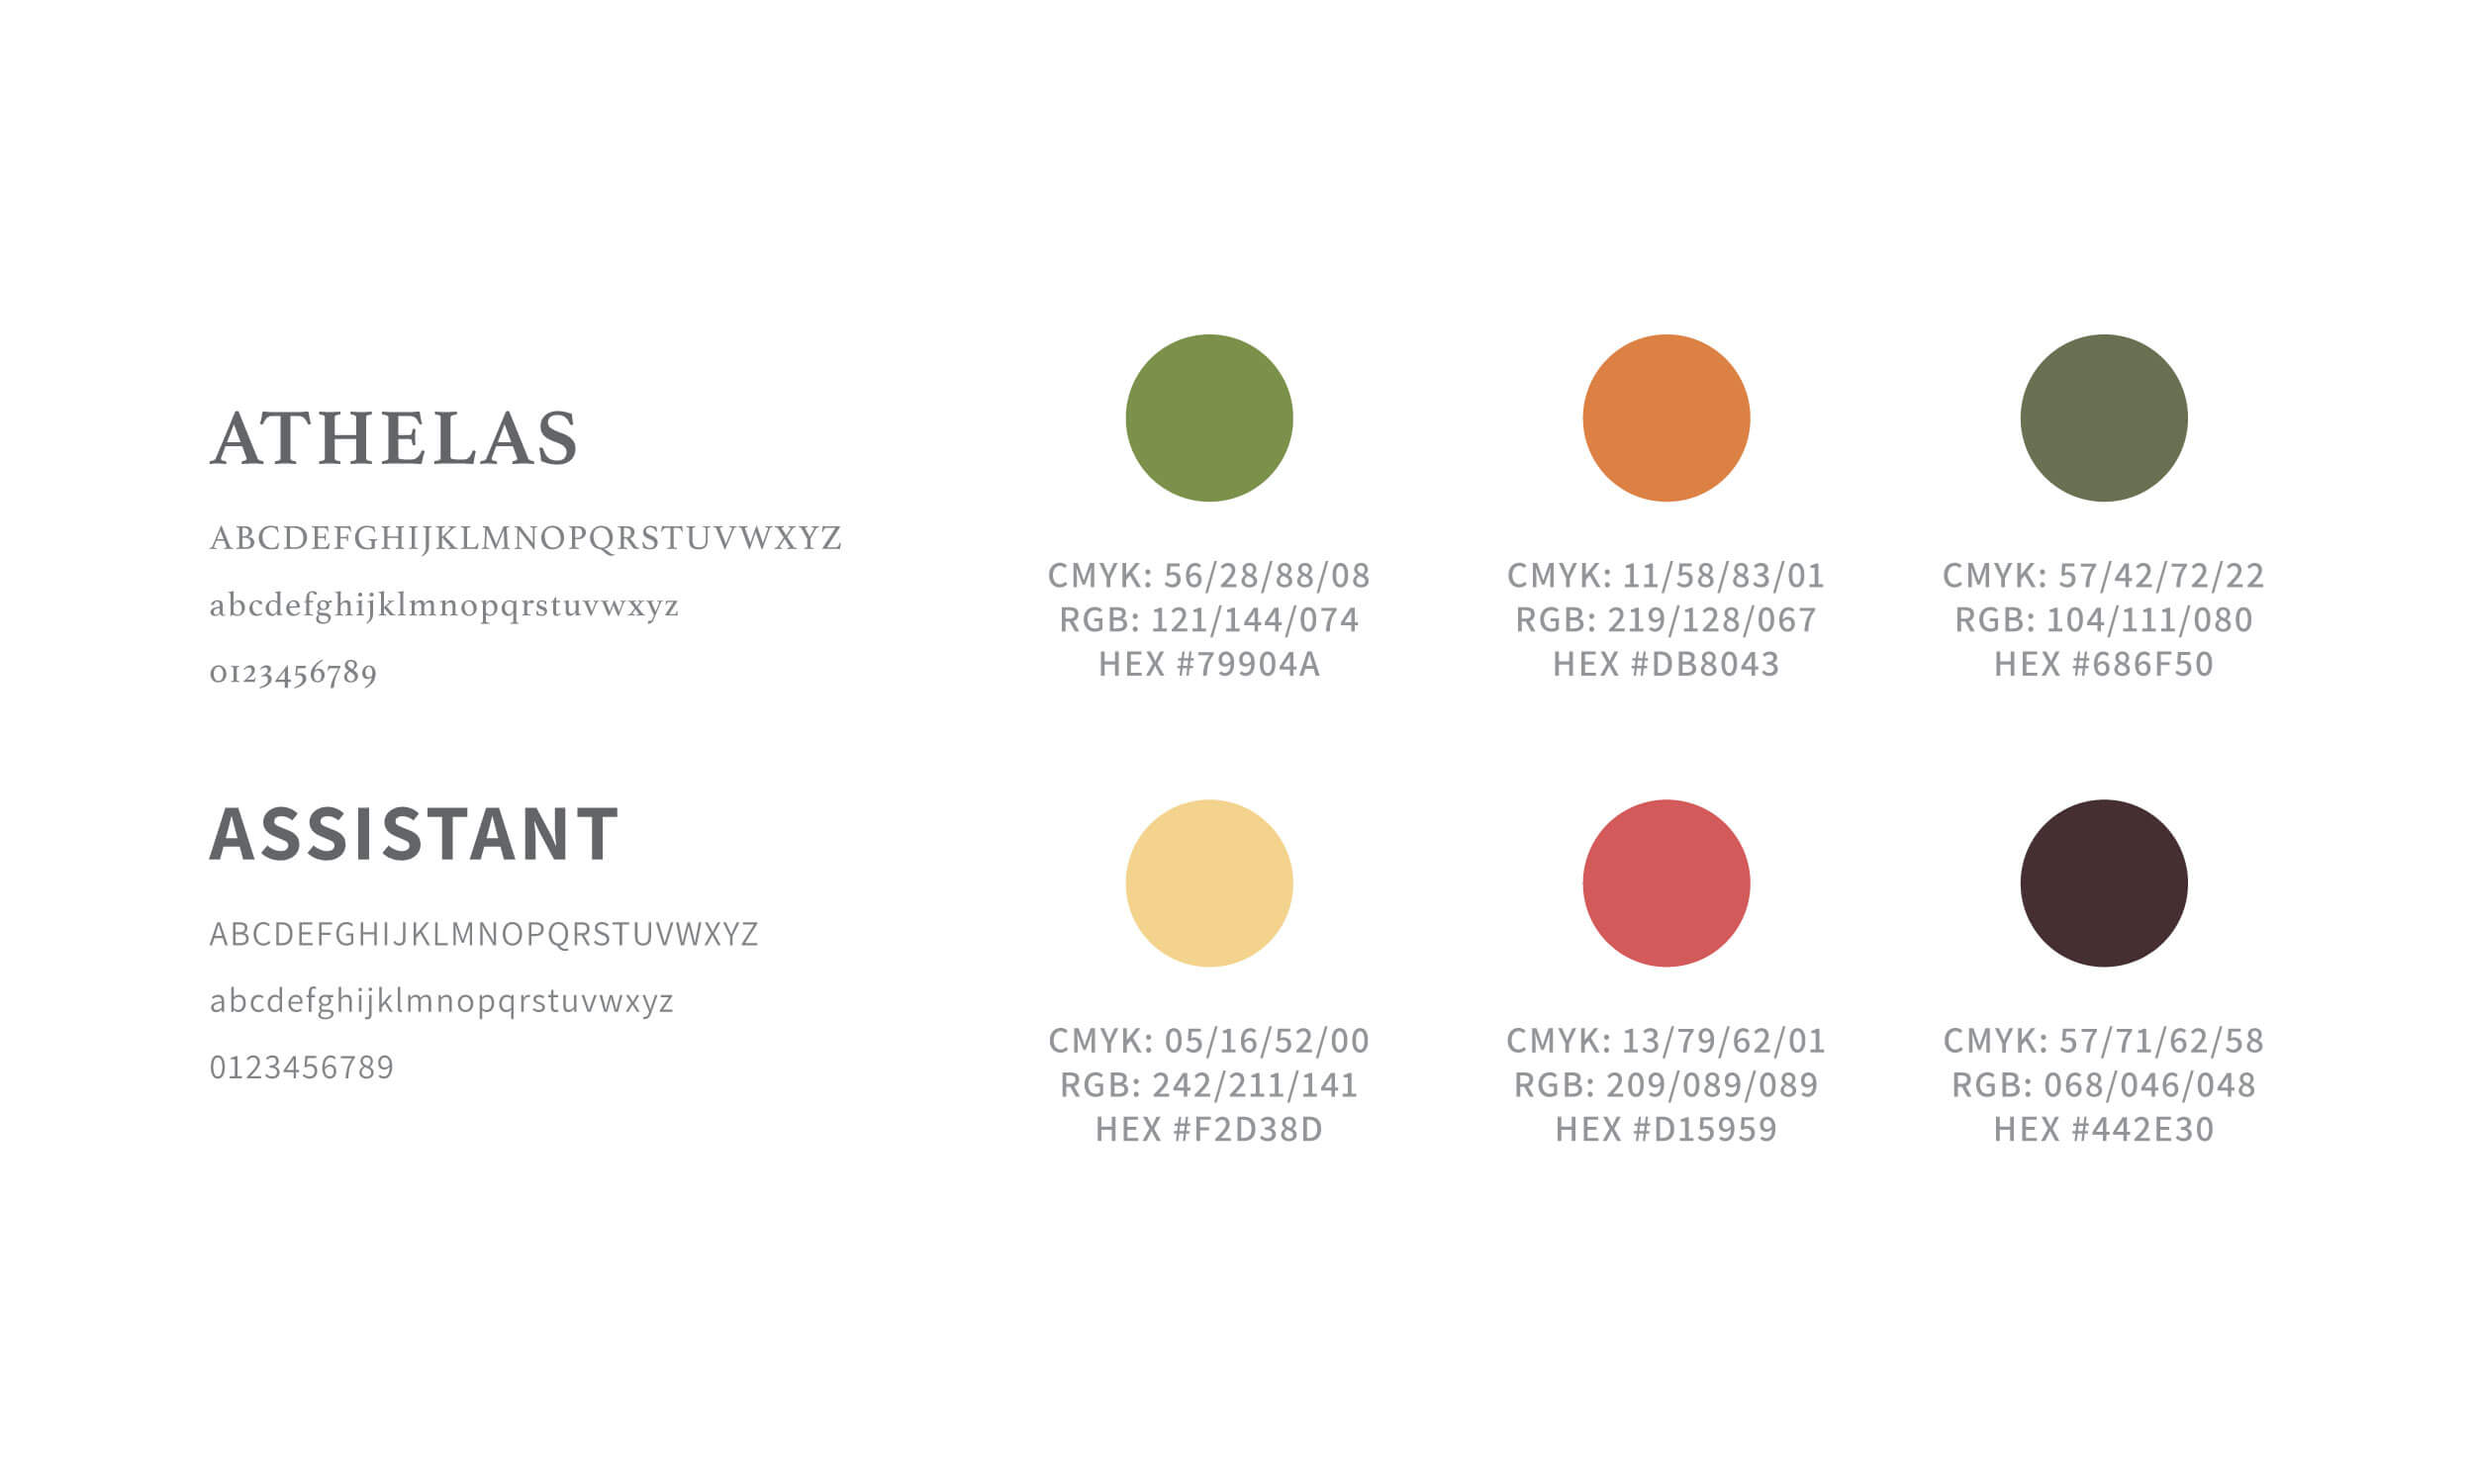 ATHELAS
ABCDEFGHIJKLMNOPQRSTUVWXYZ
abcdefghijklmnopqrstuvwxyz
0123456789
ASSISTANT
ABCDEFGHIJKLMNOPQRSTUVWXYZ
abcdefghijklmnopqrstuvwxyz
0123456789
CMYK: 56/28/88/08
RGB: 121/144/074
HEX #79904A
CMYK: 11/58/83/01
RGB: 219/128/067
HEX #DB8043
CMYK: 57/42/72/22
RGB: 104/111/080
HEX #686F50
CMYK: 05/16/52/00
RGB: 242/211/141
HEX #F2D38D
CMYK: 13/79/62/01
RGB: 209/089/089
HEX #D15959
CMYK: 57/71/62/58
RGB: 068/046/048
HEX #442E30